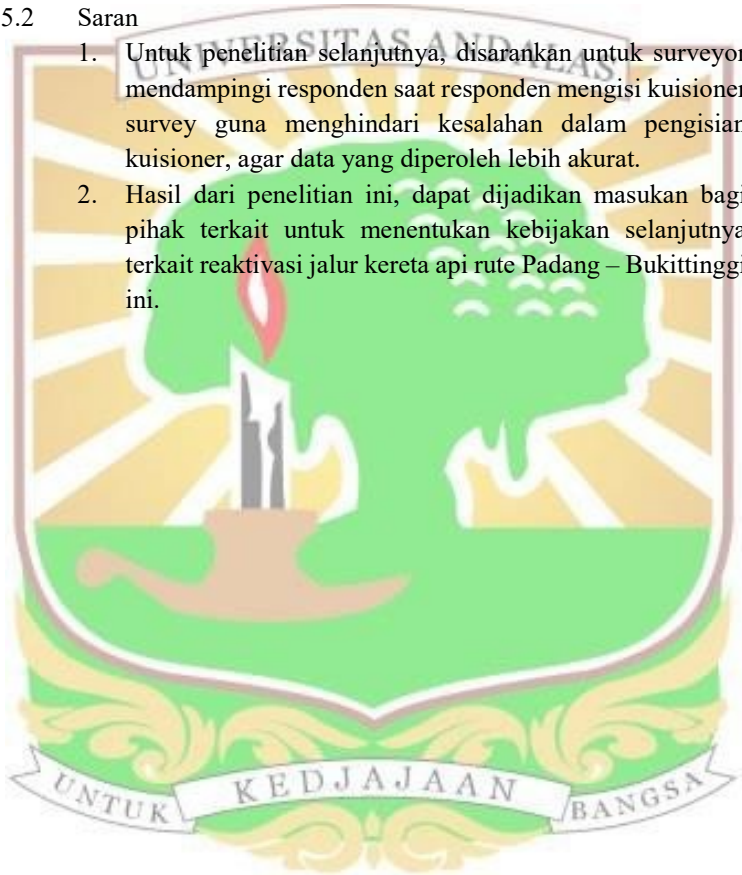 5.2 Saran
UNIVERSITAS ANDALAS
1. Untuk penelitian selanjutnya, disarankan untuk surveyor
mendampingi responden saat responden mengisi kuisioner
survey guna menghindari kesalahan dalam pengisian
kuisioner, agar data yang diperoleh lebih akurat.
2. Hasil dari penelitian ini, dapat dijadikan masukan bagi
pihak terkait untuk menentukan kebijakan selanjutnya
terkait reaktivasi jalur kereta api rute Padang – Bukittinggi
ini.
UNTUK KEDJAJAAN BANGSA